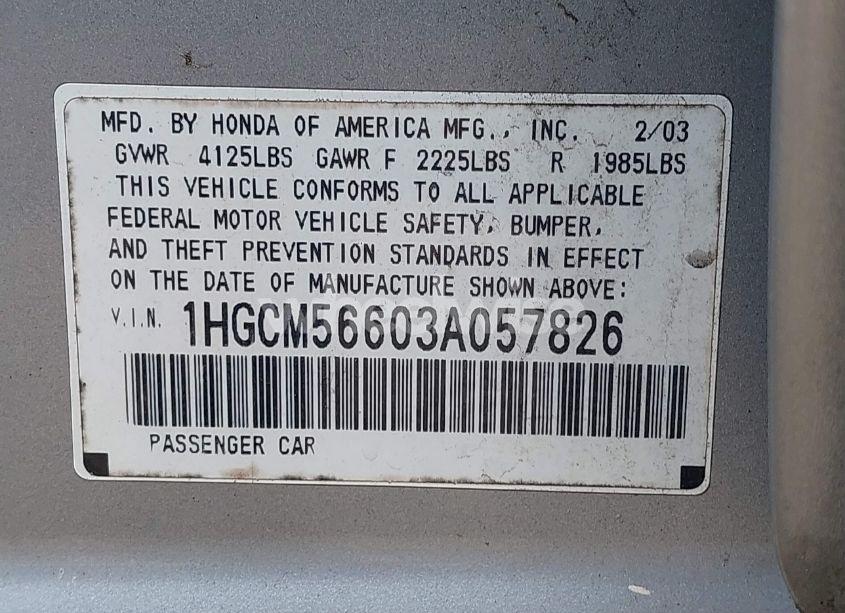 MFD. BY HONDA OF AMERICA MFG., INC. 2/03
GVWR 4125LBS GAWR F 2225LBS R 1985LBS
THIS VEHICLE CONFORMS TO ALL APPLICABLE
FEDERAL MOTOR VEHICLE SAFETY, BUMPER,
AND THEFT PREVENTION STANDARDS IN EFFECT
ON THE DATE OF MANUFACTURE SHOWN ABOVE:
V.I.N. 1HGCM56603A057826
PASSENGER CAR